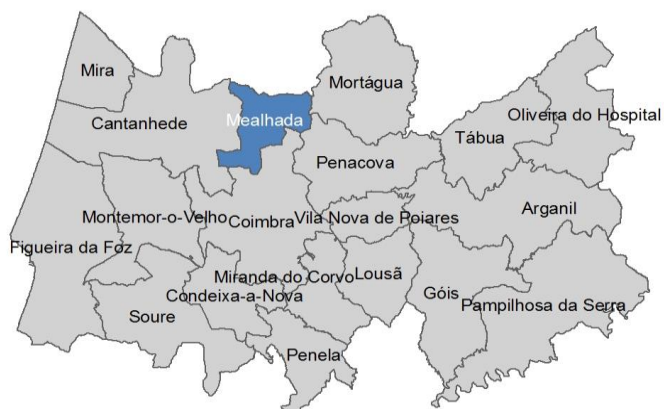 Mira
Mortágua
Oliveira do Hospital
Cantanhede
Mealhada
Tábua
Penacova
Arganil
Montemor-o-Velho
Coimbra
Vila Nova de Poiares
Figueira da Foz
Miranda do Corvo
Lousã
Condeixa-a-Nova
Góis
Pampilhosa da Serra
Soure
Penela